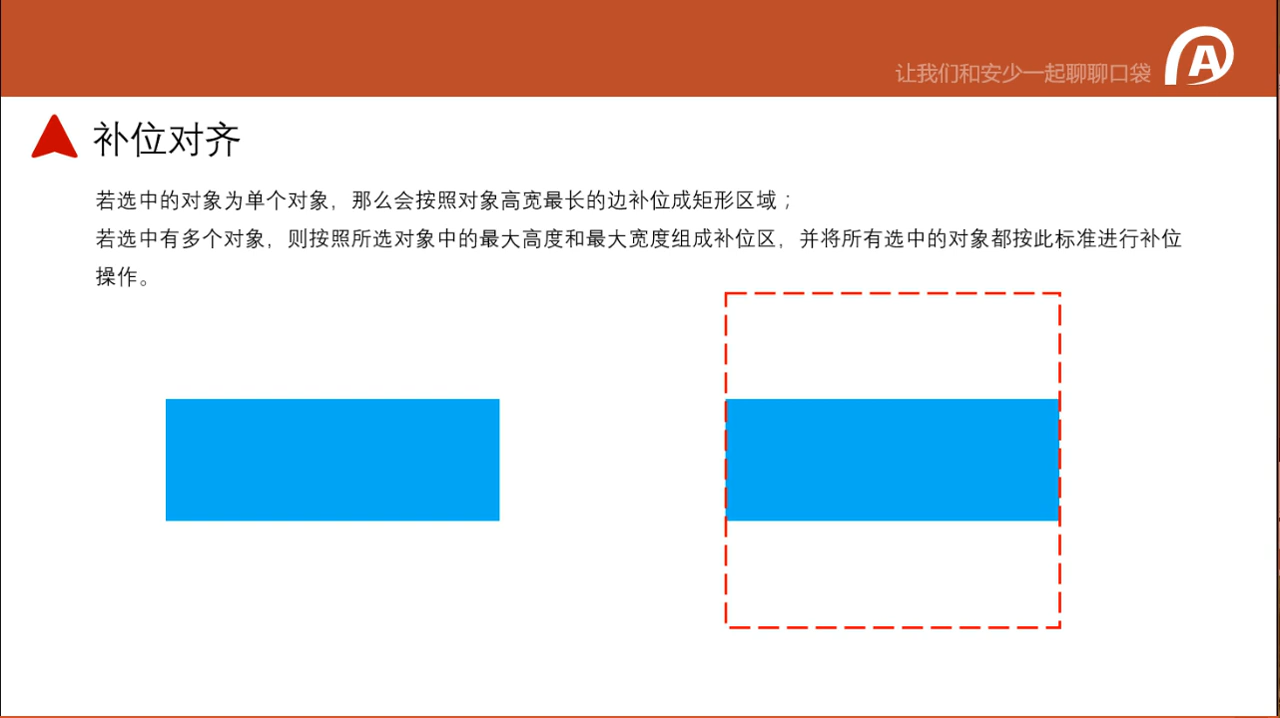 让我们和安少一起聊聊口袋
A
补位对齐
若选中的对象为单个对象，那么会按照对象高宽最长的边补位成矩形区域；
若选中有多个对象，则按照所选对象中的最大高度和最大宽度组成补位区，并将所有选中的对象都按此标准进行补位
操作。